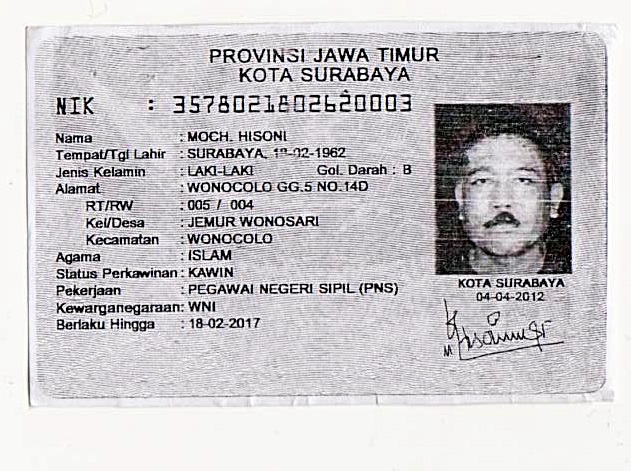 PROVINSI JAWA TIMUR
KOTA SURABAYA
NIK : 3578021802620003
Nama : MOCH. HISONI
Tempat/Tgl Lahir : SURABAYA, 18-02-1962
Jenis Kelamin : LAKI-LAKI Gol. Darah : B
Alamat : WONOCOLO GG.5 NO.14D
RT/RW : 005 / 004
Kel/Desa : JEMUR WONOSARI
Kecamatan : WONOCOLO
Agama : ISLAM
Status Perkawinan : KAWIN
Pekerjaan : PEGAWAI NEGERI SIPIL (PNS)
Kewarganegaraan : WNI
Berlaku Hingga : 18-02-2017
KOTA SURABAYA
04-04-2012